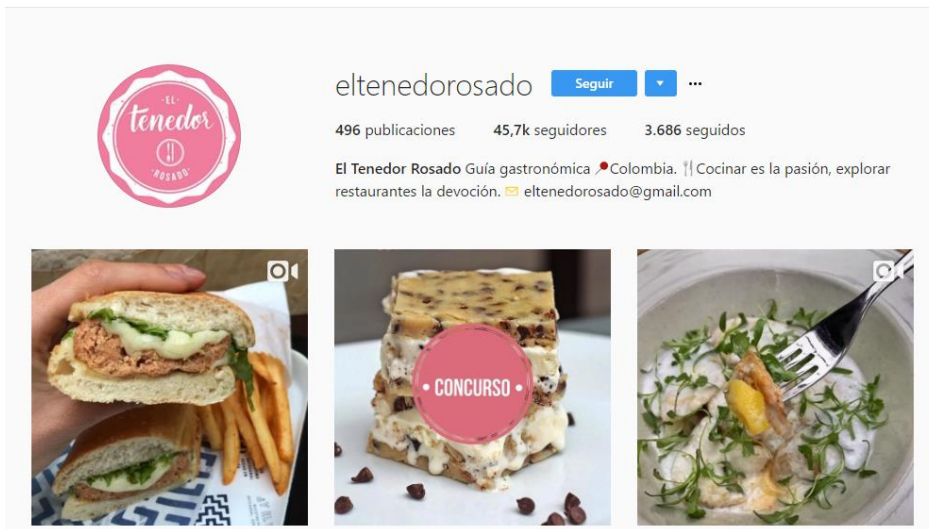 ·EL·
tenedor
·ROSADO·
eltenedorosado Seguir ...
496 publicaciones 45,7k seguidores 3.686 seguidos
El Tenedor Rosado Guía gastronómica 📍Colombia. 🍴Cocinar es la pasión, explorar
restaurantes la devoción. ✉️ eltenedorosado@gmail.com
• CONCURSO •